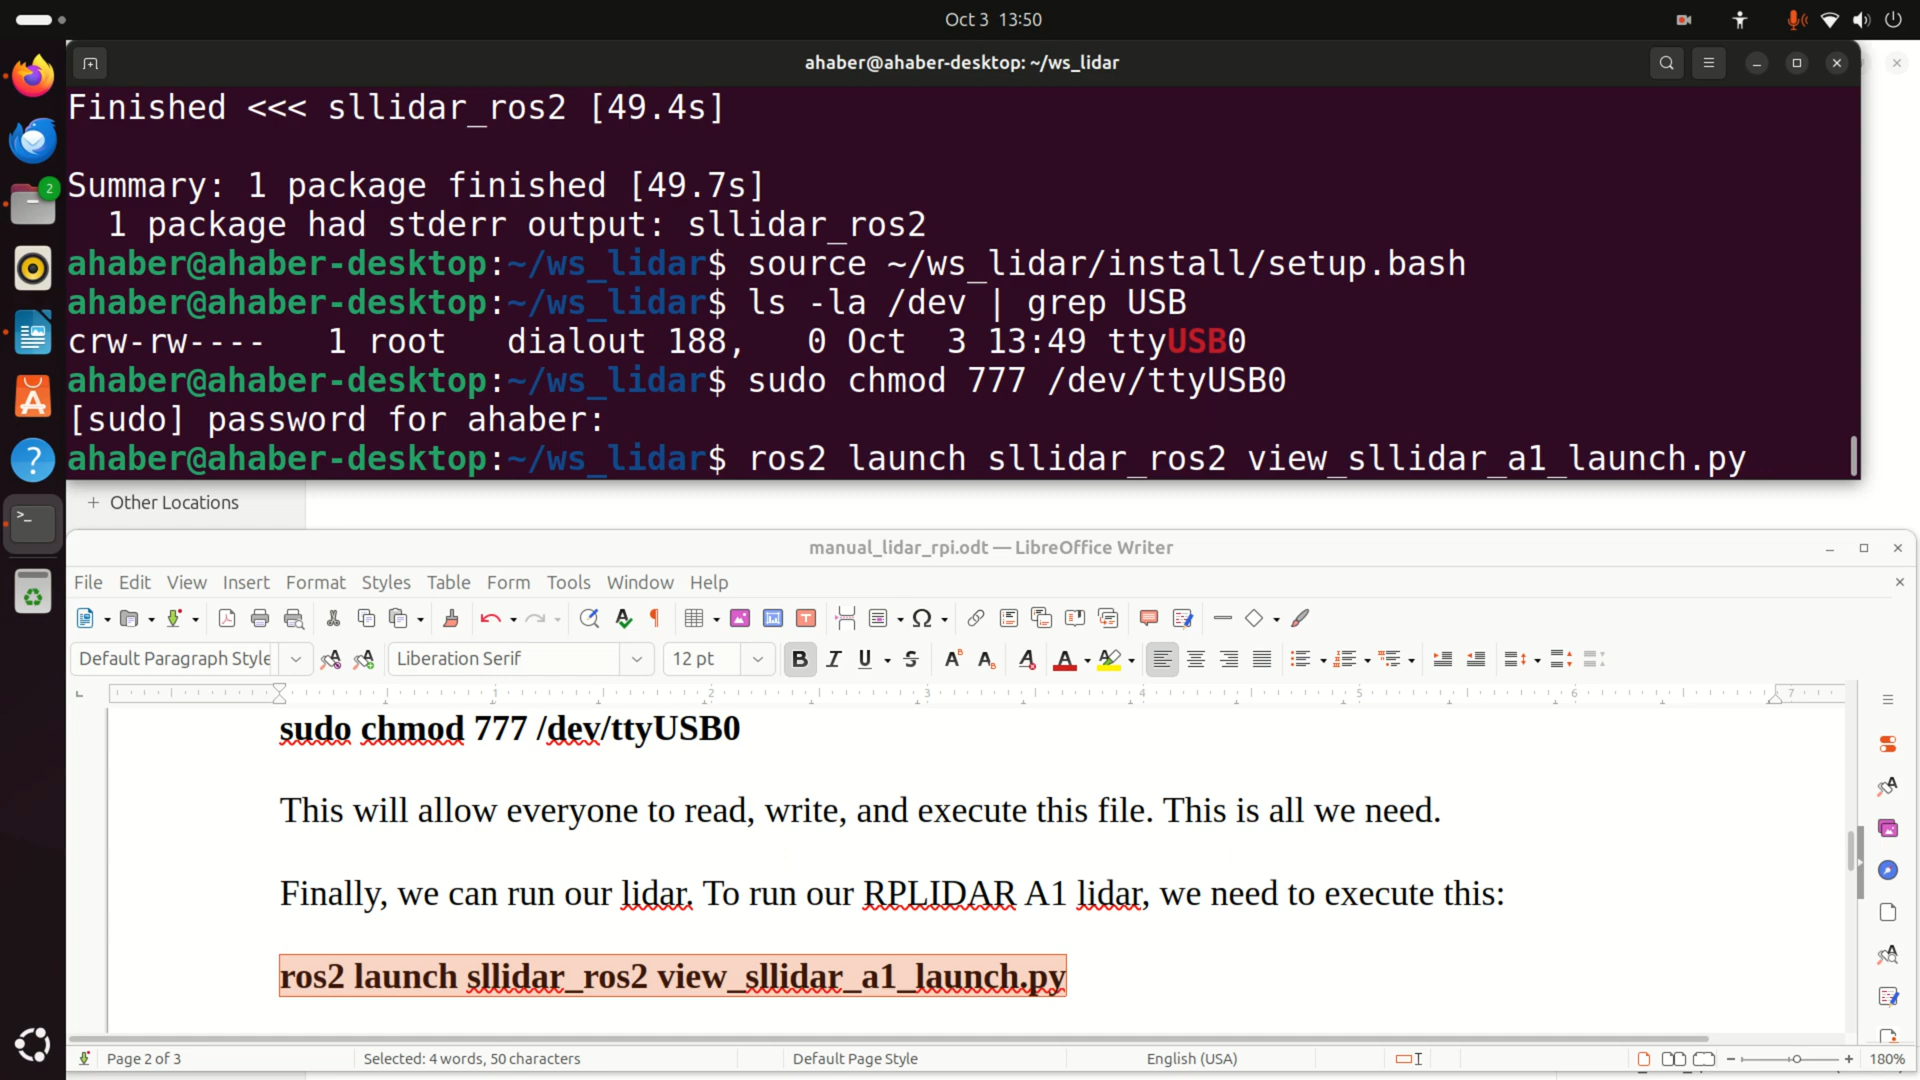 Oct 3 13:50
ahaber@ahaber-desktop: ~/ws_lidar
Finished <<< sllidar_ros2 [49.4s]
Summary: 1 package finished [49.7s]
1 package had stderr output: sllidar_ros2
ahaber@ahaber-desktop:~/ws_lidar$ source ~/ws_lidar/install/setup.bash
ahaber@ahaber-desktop:~/ws_lidar$ ls -la /dev | grep USB
crw-rw---- 1 root dialout 188, 0 Oct 3 13:49 ttyUSB0
ahaber@ahaber-desktop:~/ws_lidar$ sudo chmod 777 /dev/ttyUSB0
[sudo] password for ahaber:
ahaber@ahaber-desktop:~/ws_lidar$ ros2 launch sllidar_ros2 view_sllidar_a1_launch.py
2
+ Other Locations
manual_lidar_rpi.odt — LibreOffice Writer
File Edit View Insert Format Styles Table Form Tools Window Help
Default Paragraph Style Liberation Serif 12 pt
1 2 3 4 5 6 7
sudo chmod 777 /dev/ttyUSB0
This will allow everyone to read, write, and execute this file. This is all we need.
Finally, we can run our lidar. To run our RPLIDAR A1 lidar, we need to execute this:
ros2 launch sllidar_ros2 view_sllidar_a1_launch.py
Page 2 of 3 Selected: 4 words, 50 characters Default Page Style English (USA) 180%